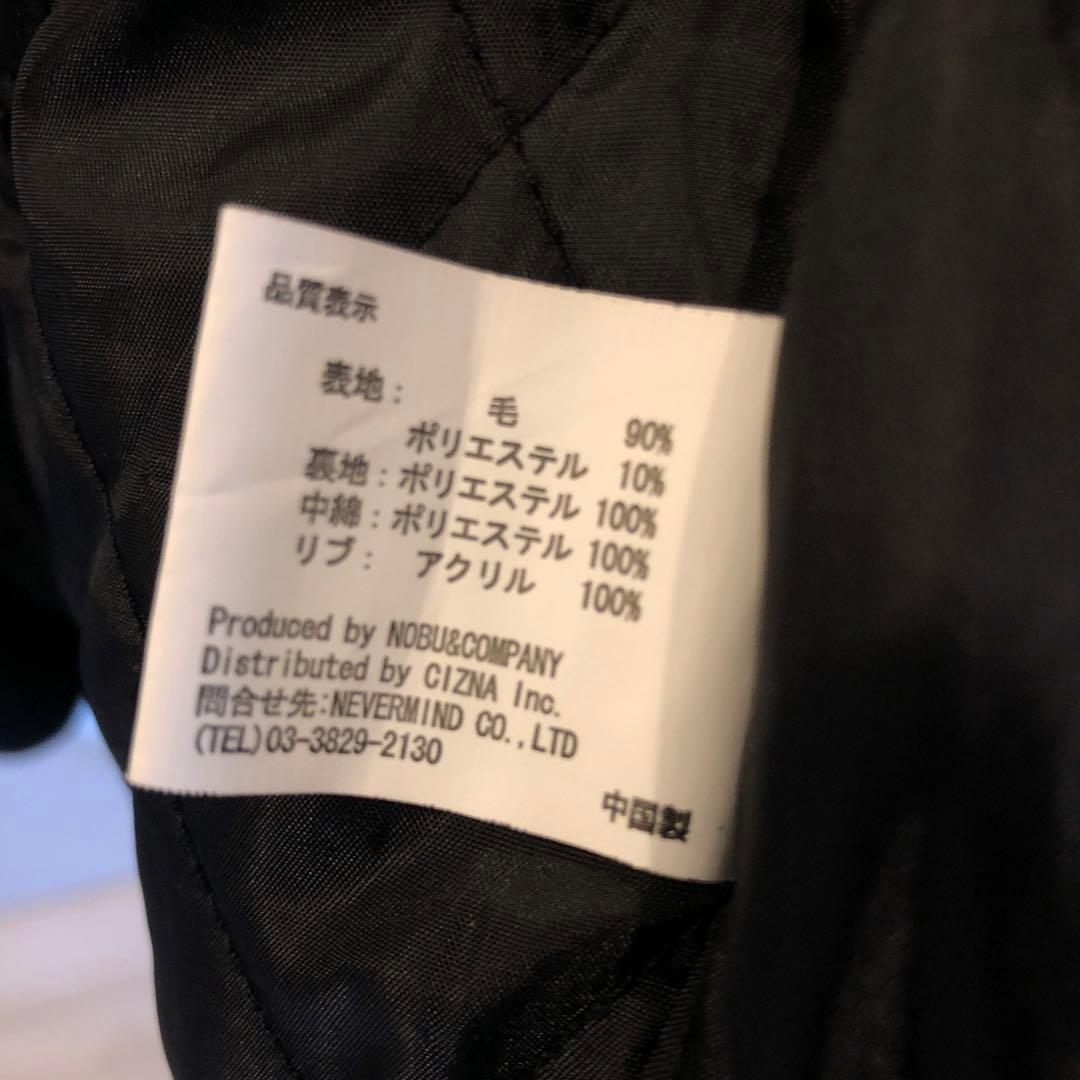 品質表示
表地: 毛 90%
ポリエステル 10%
裏地:ポリエステル 100%
中綿:ポリエステル 100%
リブ: アクリル 100%
Produced by NOBU&COMPANY
Distributed by CIZNA Inc.
問合せ先:NEVERMIND CO.,LTD
(TEL)03-3829-2130
中国製